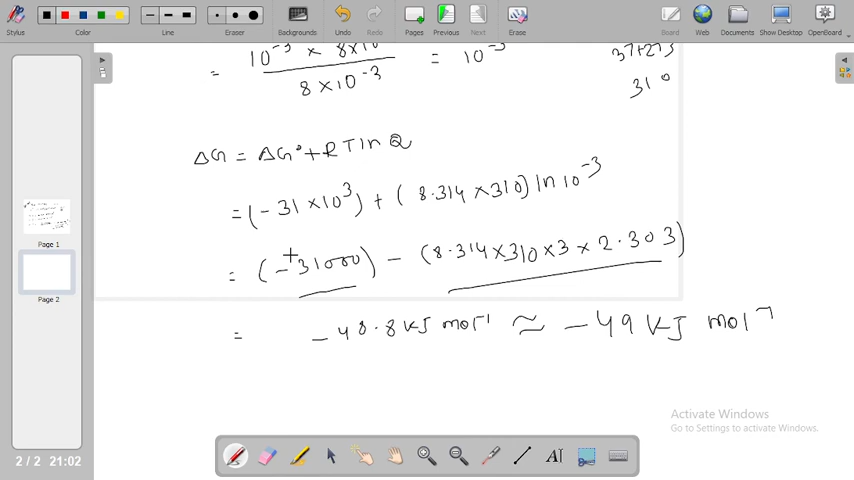 Stylus Color Line Eraser Backgrounds Undo Redo Pages Previous Next Erase Board Web Documents Show Desktop OpenBoard
= 10⁻³ × 8×10 / 8×10⁻³ = 10⁻³
37+273
310
ΔG = ΔG° + RT ln Q
= (-31×10³) + (8.314×310) ln 10⁻³
= (-31000) - (8.314×310×3×2.303)
= -48.8 KJ mol⁻¹ ≈ -49 KJ mol⁻¹
Page 1
Page 2
Activate Windows
Go to Settings to activate Windows.
2 / 2 21:02